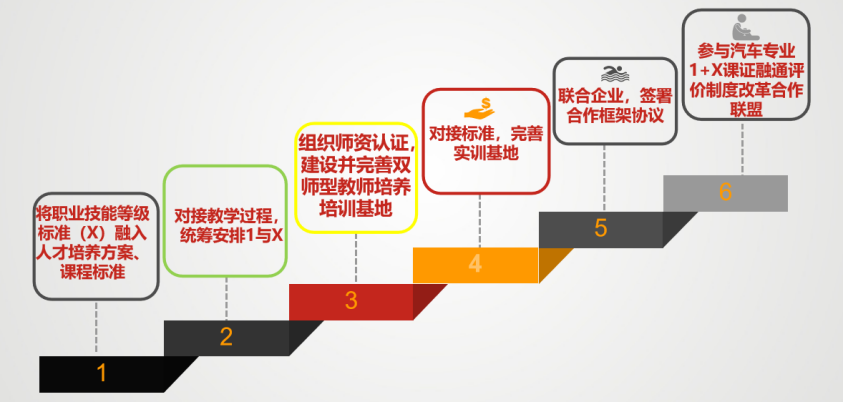 将职业技能等级
标准（X）融入
人才培养方案、
课程标准
1
对接教学过程，
统筹安排1与X
2
组织师资认证，
建设并完善双
师型教师培养
培训基地
3
$
对接标准，完善
实训基地
4
联合企业，签署
合作框架协议
5
参与汽车专业
1+X课证融通评
价制度改革合作
联盟
6